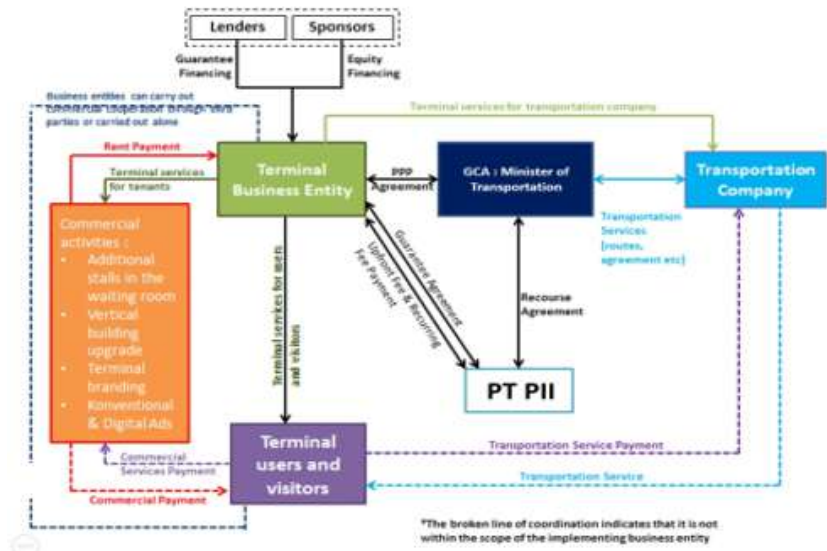 Lenders
Sponsors
Guarantee
Financing
Equity
Financing
Business entities can carry out
commercial cooperation through third
parties or carried out alone
Terminal services for transportation company
Rent Payment
Terminal services
for tenants
Terminal
Business Entity
PPP
Agreement
GCA : Minister of
Transportation
Transportation
Company
Transportation
Services
(routes,
agreement etc)
Commercial
activities :
• Additional
stalls in the
waiting room
• Vertical
building
upgrade
• Terminal
branding
• Konventional
& Digital Ads
Terminal services for users
and visitors
Guarantee Agreement
Upfront Fee & Recurring
Fee Payment
Recourse
Agreement
PT PII
Terminal
users and
visitors
Commercial
Services Payment
Commercial Payment
Transportation Service Payment
Transportation Service
*The broken line of coordination indicates that it is not
within the scope of the implementing business entity